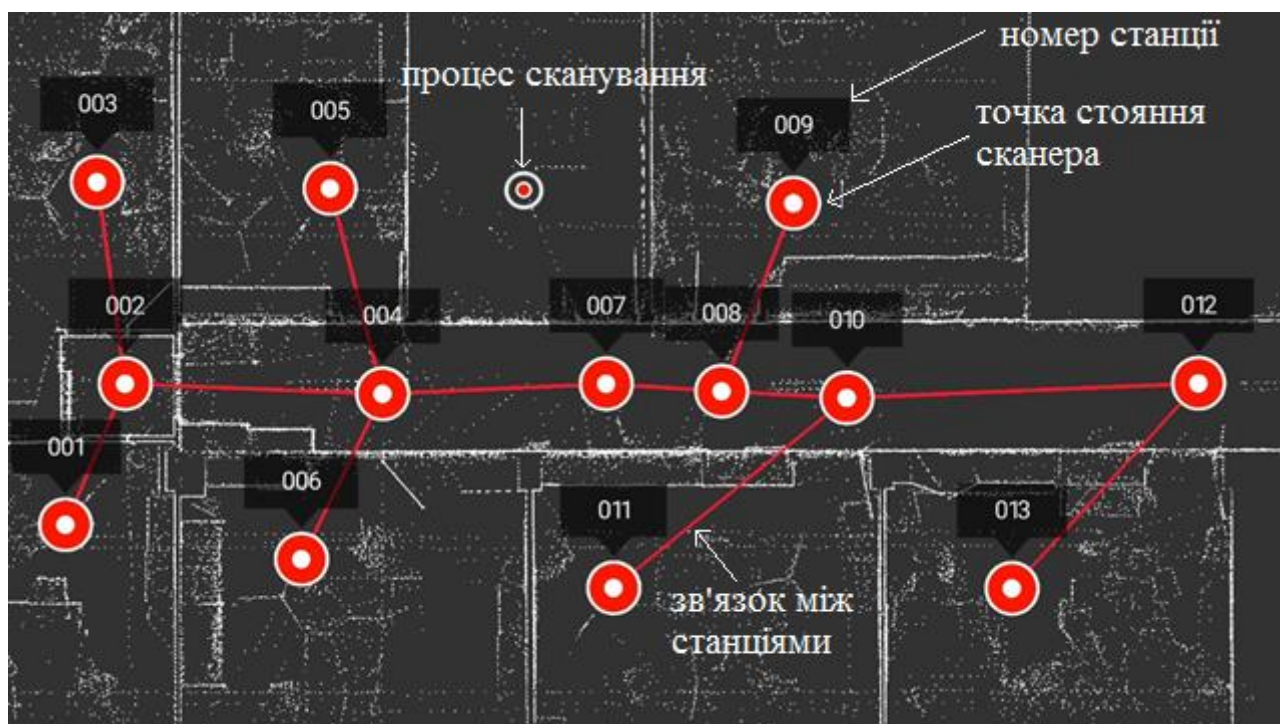 номер станції
процес сканування
003
005
009
точка стояння
сканера
002
004
007
008
010
012
001
006
011
013
зв'язок між
станціями